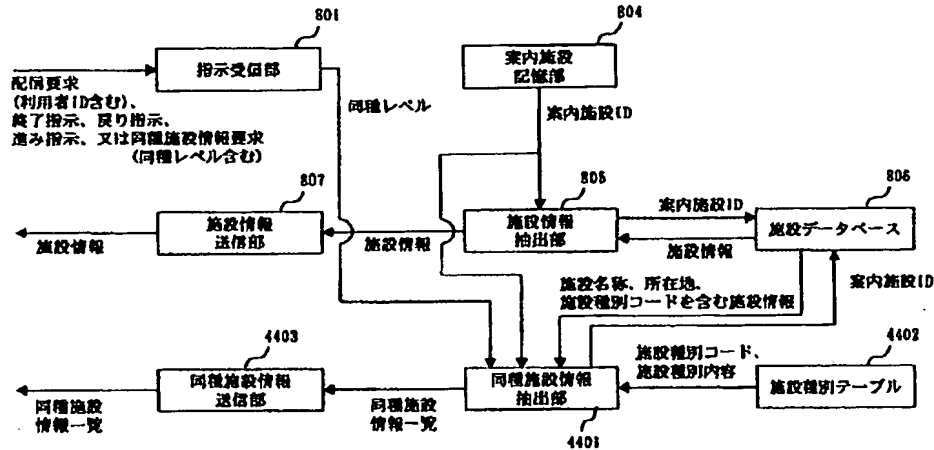 801
指示受信部
配信要求
(利用者ID含む)、
終了指示、戻り指示、
進み指示、又は同種施設情報要求
(同種レベル含む)
同種レベル
804
案内施設
記憶部
案内施設ID
807
施設情報
送信部
施設情報
施設情報
805
施設情報
抽出部
案内施設ID
施設情報
806
施設データベース
施設名称、所在地、
施設種別コードを含む施設情報
案内施設ID
4403
同種施設情報
送信部
同種施設
情報一覧
同種施設
情報一覧
同種施設情報
抽出部
4401
施設種別コード、
施設種別内容
4402
施設種別テーブル